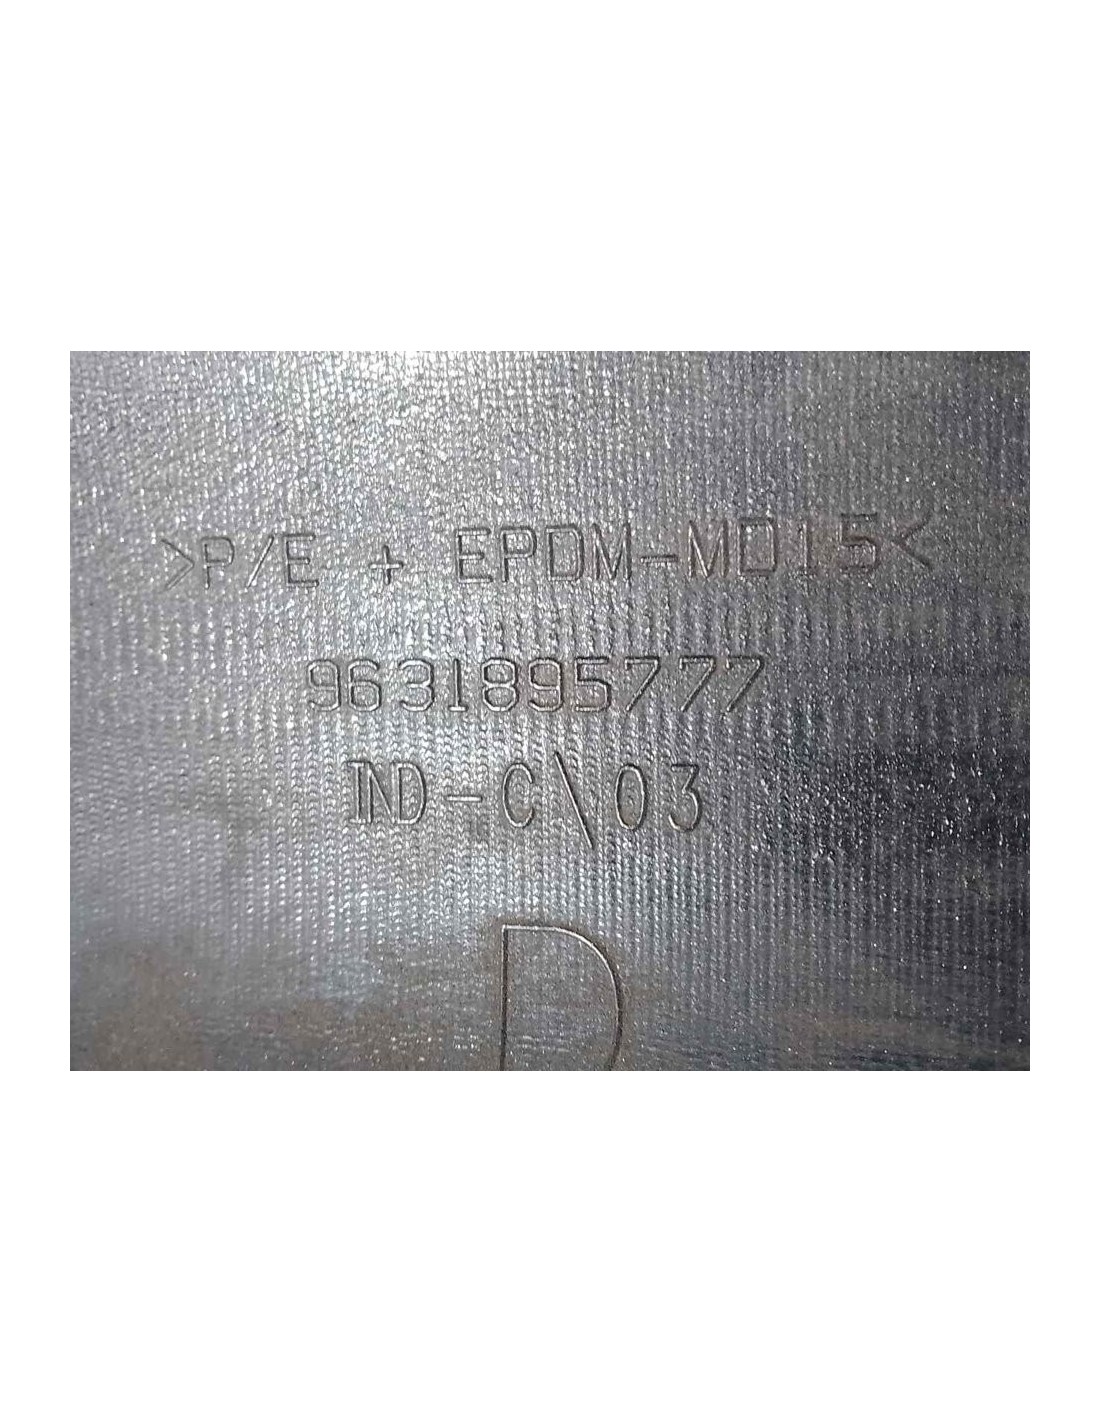 >P/E + EPDM-MD15<
9631895777
IND-C\03
D